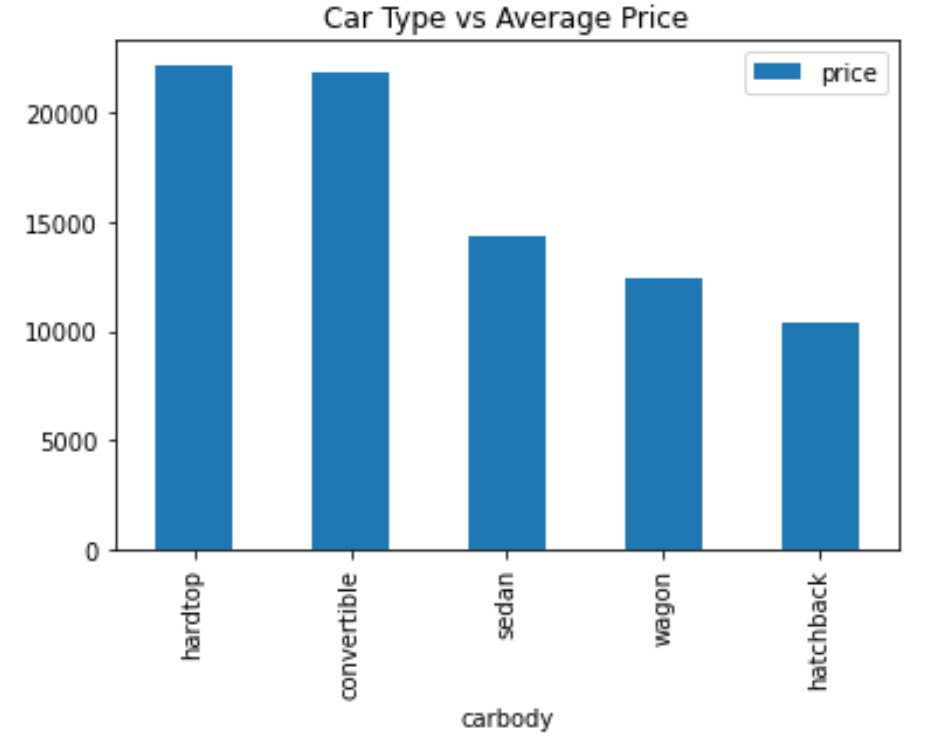 Car Type vs Average Price
price
20000
15000
10000
5000
0
hardtop
convertible
sedan
wagon
hatchback
carbody